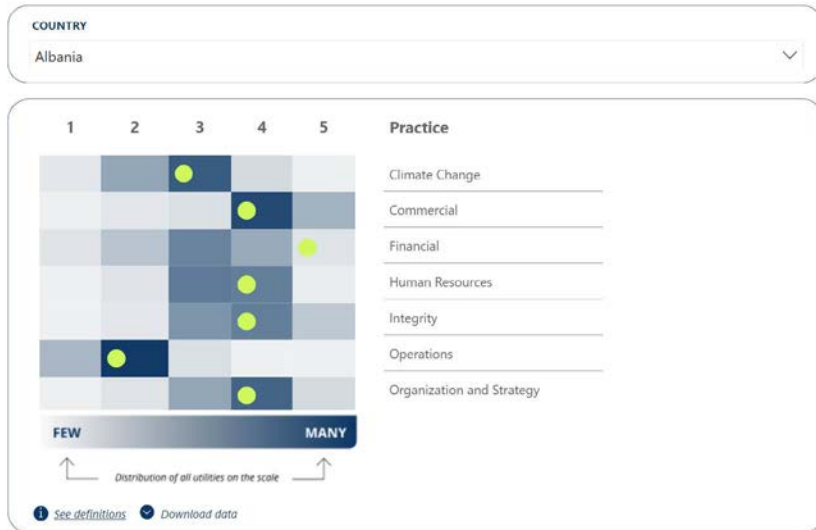 COUNTRY
Albania
1 2 3 4 5 Practice
Climate Change
Commercial
Financial
Human Resources
Integrity
Operations
Organization and Strategy
FEW MANY
Distribution of all utilities on the scale
i See definitions Download data